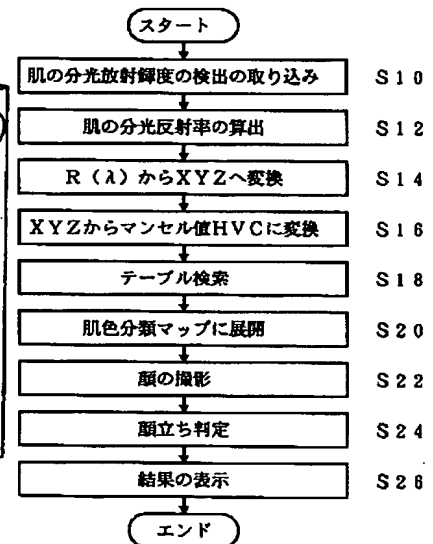 スタート
肌の分光放射輝度の検出の取り込み S10
肌の分光反射率の算出 S12
R(λ)からXYZへ変換 S14
XYZからマンセル値HVCに変換 S16
テーブル検索 S18
肌色分類マップに展開 S20
顔の撮影 S22
顔立ち判定 S24
結果の表示 S26
エンド